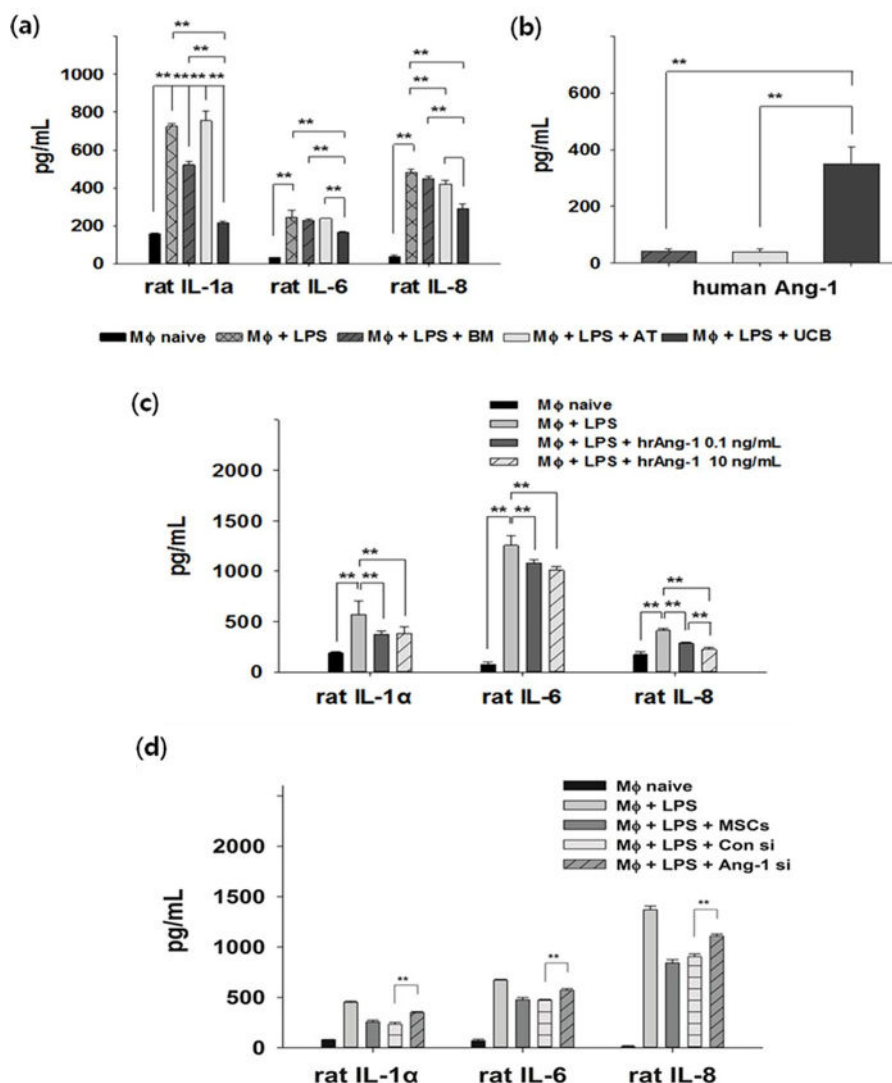 (a)
**
**
** **** **
1000
800
600
400
200
0
pg/mL
**
**
**
**
**
**
**
**
rat IL-1a rat IL-6 rat IL-8
(b)
**
**
600
400
200
0
pg/mL
human Ang-1
Mϕ naive Mϕ + LPS Mϕ + LPS + BM Mϕ + LPS + AT Mϕ + LPS + UCB
(c)
Mϕ naive
Mϕ + LPS
Mϕ + LPS + hrAng-1 0.1 ng/mL
Mϕ + LPS + hrAng-1 10 ng/mL
2000
1500
1000
500
0
pg/mL
**
** **
**
** **
**
** **
**
rat IL-1α rat IL-6 rat IL-8
(d)
Mϕ naive
Mϕ + LPS
Mϕ + LPS + MSCs
Mϕ + LPS + Con si
Mϕ + LPS + Ang-1 si
2000
1500
1000
500
0
pg/mL
**
**
**
rat IL-1α rat IL-6 rat IL-8